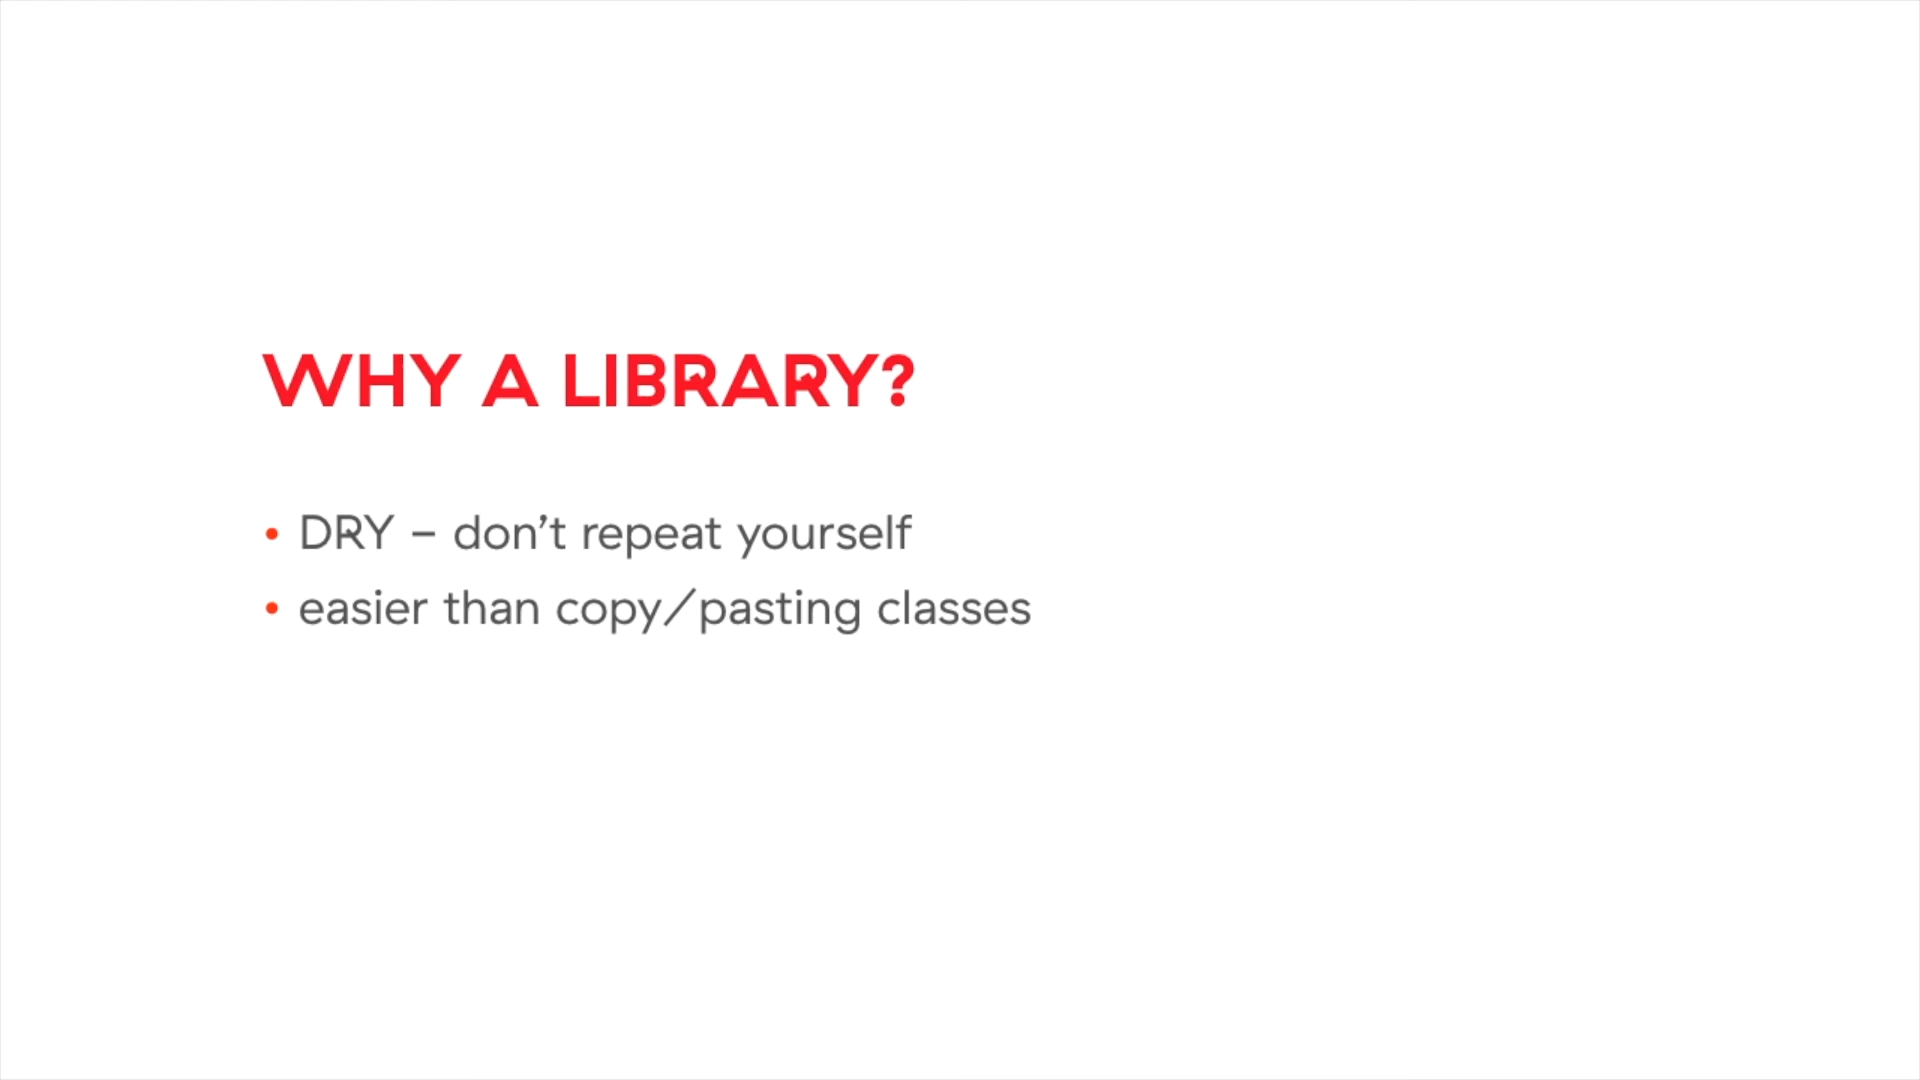 WHY A LIBRARY?
• DRY – don’t repeat yourself
• easier than copy/pasting classes